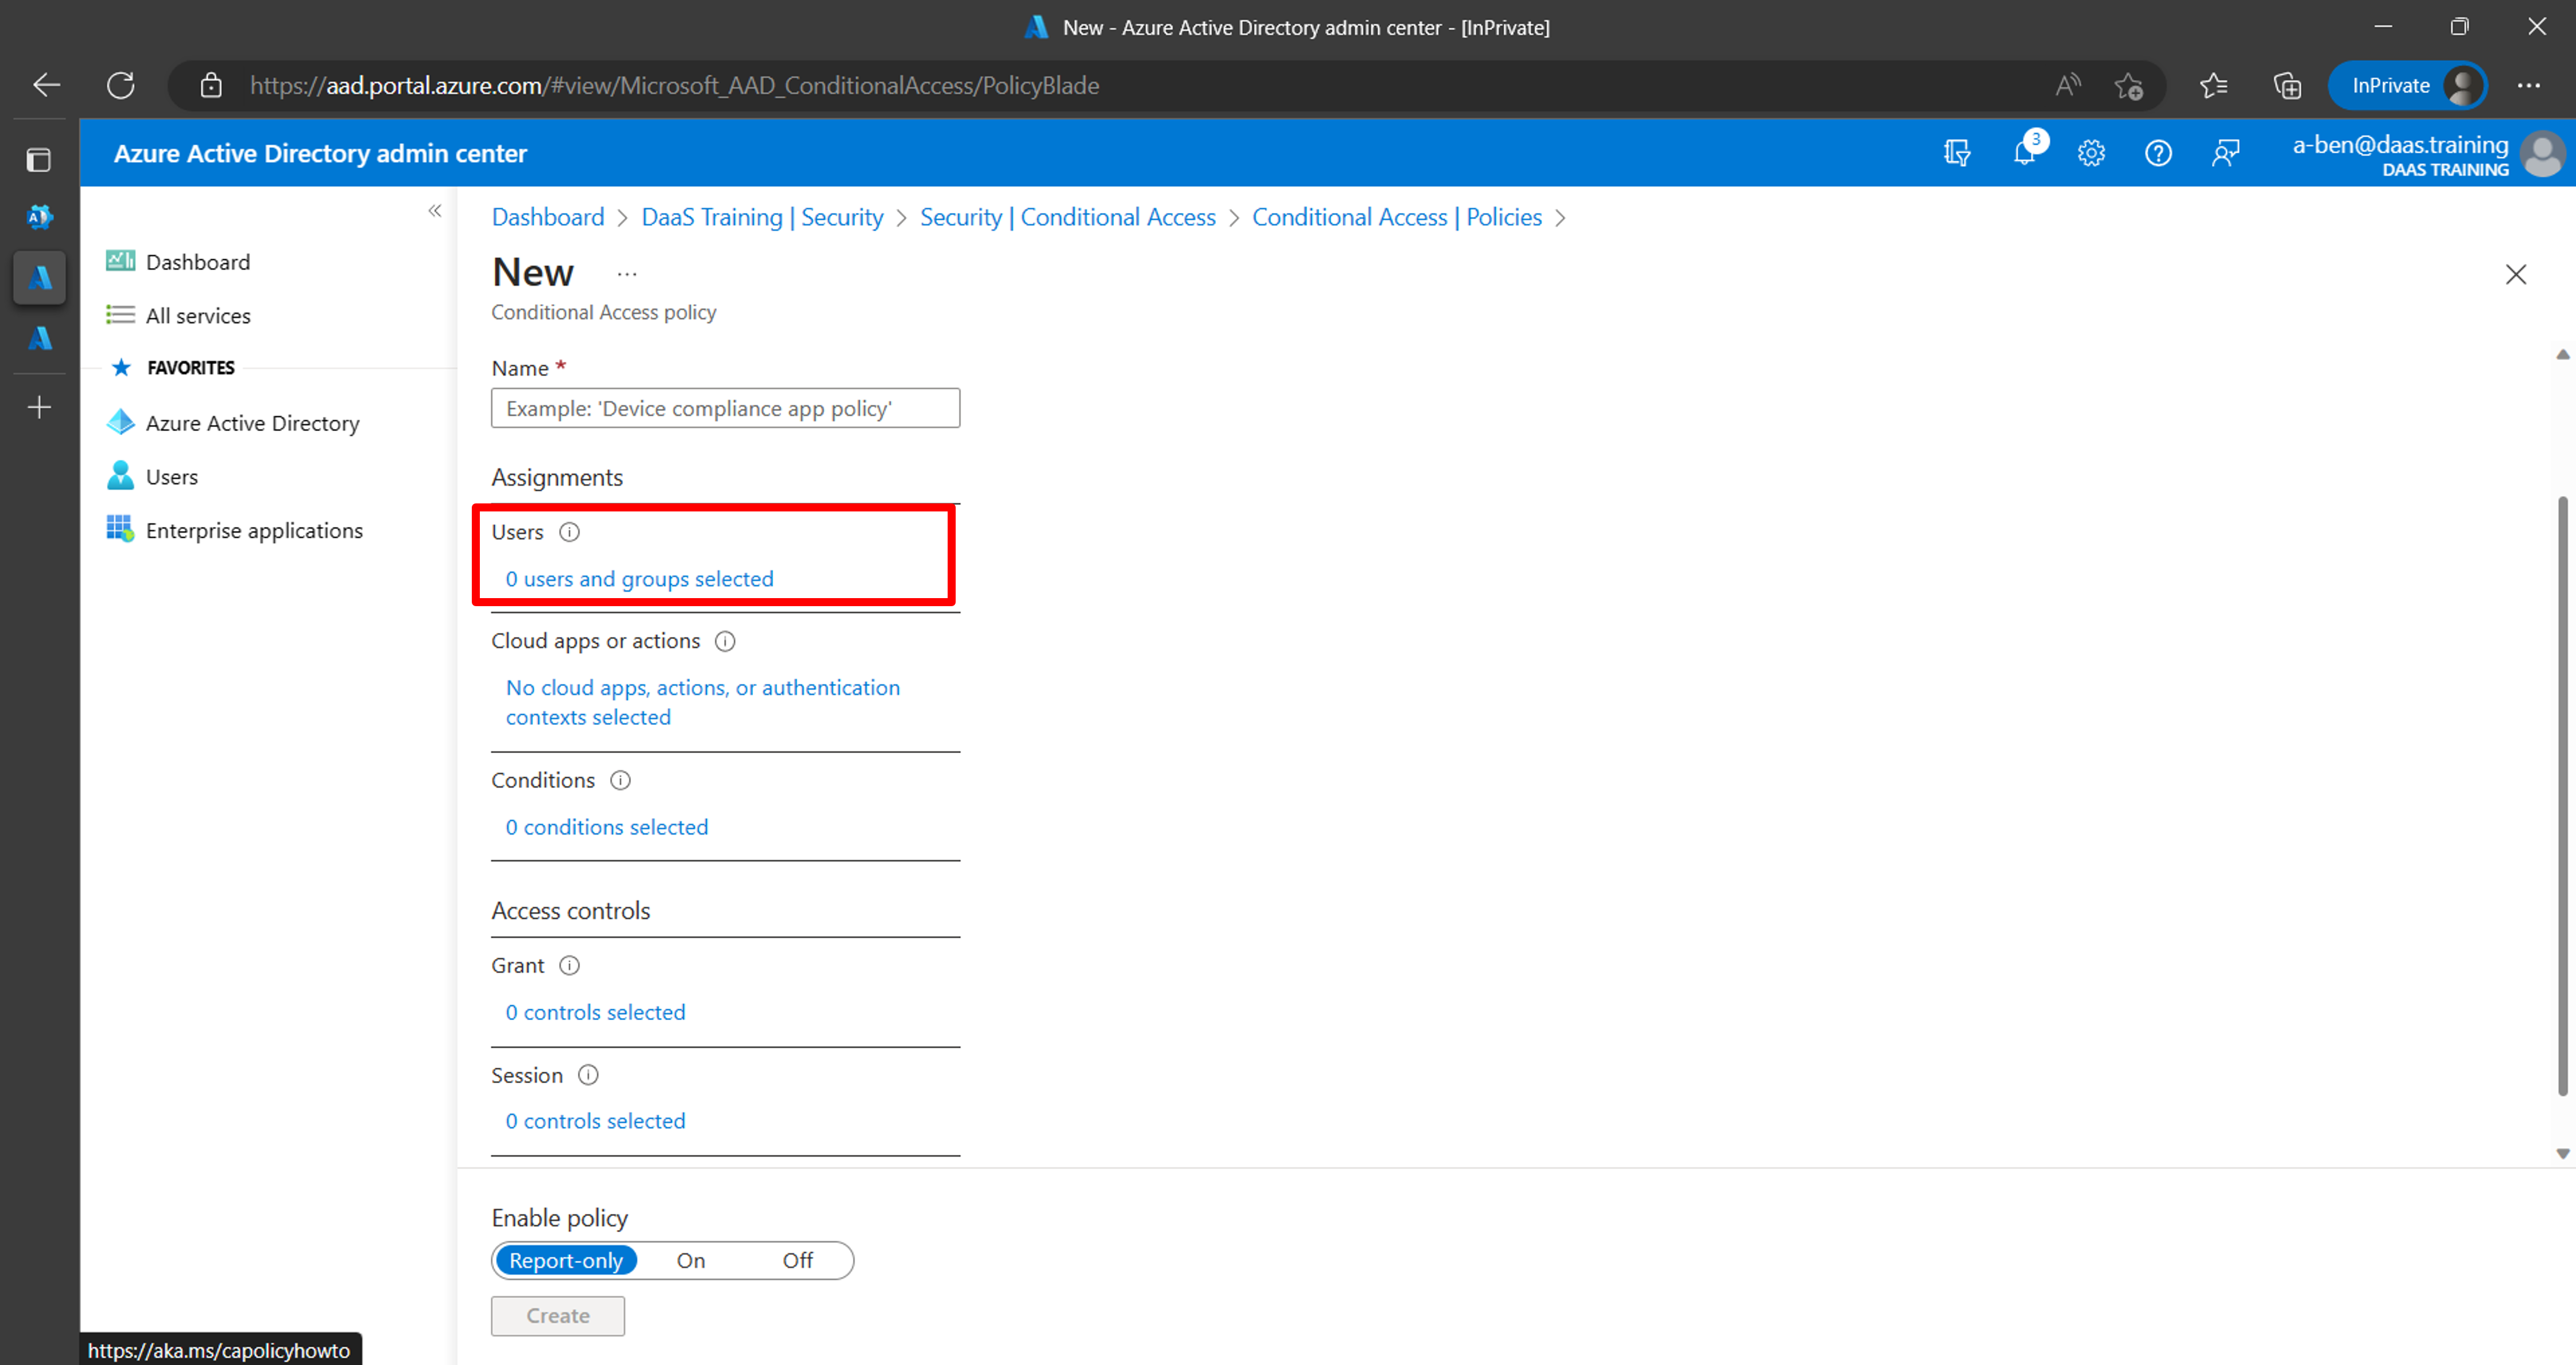 New - Azure Active Directory admin center - [InPrivate]
https://aad.portal.azure.com/#view/Microsoft_AAD_ConditionalAccess/PolicyBlade
InPrivate
Azure Active Directory admin center
3
a-ben@daas.training
DAAS TRAINING
Dashboard
All services
FAVORITES
Azure Active Directory
Users
Enterprise applications
Dashboard > DaaS Training | Security > Security | Conditional Access > Conditional Access | Policies >
New ...
Conditional Access policy
Name *
Example: 'Device compliance app policy'
Assignments
Users
0 users and groups selected
Cloud apps or actions
No cloud apps, actions, or authentication
contexts selected
Conditions
0 conditions selected
Access controls
Grant
0 controls selected
Session
0 controls selected
Enable policy
Report-only On Off
Create
https://aka.ms/capolicyhowto